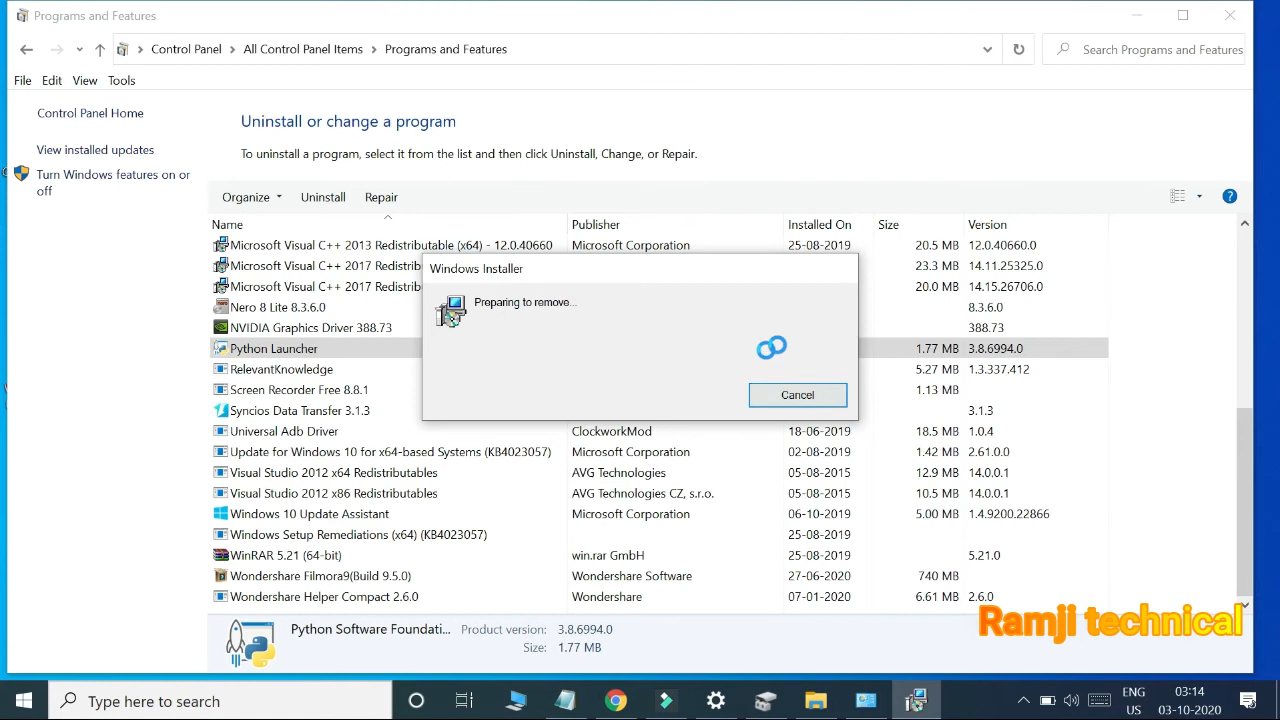 Programs and Features
Control Panel > All Control Panel Items > Programs and Features
Search Programs and Features
File Edit View Tools
Control Panel Home
View installed updates
Turn Windows features on or
off
Uninstall or change a program
To uninstall a program, select it from the list and then click Uninstall, Change, or Repair.
Organize Uninstall Repair
Name Publisher Installed On Size Version
Microsoft Visual C++ 2013 Redistributable (x64) - 12.0.40660 Microsoft Corporation 25-08-2019 20.5 MB 12.0.40660.0
Microsoft Visual C++ 2017 Redistrib 23.3 MB 14.11.25325.0
Microsoft Visual C++ 2017 Redistrib 20.0 MB 14.15.26706.0
Nero 8 Lite 8.3.6.0 8.3.6.0
NVIDIA Graphics Driver 388.73 388.73
Python Launcher 1.77 MB 3.8.6994.0
RelevantKnowledge 5.27 MB 1.3.337.412
Screen Recorder Free 8.8.1 1.13 MB
Syncios Data Transfer 3.1.3 3.1.3
Universal Adb Driver ClockworkMod 18-06-2019 18.5 MB 1.0.4
Update for Windows 10 for x64-based Systems (KB4023057) Microsoft Corporation 02-08-2019 1.42 MB 2.61.0.0
Visual Studio 2012 x64 Redistributables AVG Technologies 05-08-2015 12.9 MB 14.0.0.1
Visual Studio 2012 x86 Redistributables AVG Technologies CZ, s.r.o. 05-08-2015 10.5 MB 14.0.0.1
Windows 10 Update Assistant Microsoft Corporation 06-10-2019 5.00 MB 1.4.9200.22866
Windows Setup Remediations (x64) (KB4023057) 25-08-2019
WinRAR 5.21 (64-bit) win.rar GmbH 25-08-2019 5.21.0
Wondershare Filmora9(Build 9.5.0) Wondershare Software 27-06-2020 740 MB
Wondershare Helper Compact 2.6.0 Wondershare 07-01-2020 6.61 MB 2.6.0
Windows Installer
Preparing to remove...
Cancel
Python Software Foundati... Product version: 3.8.6994.0
Size: 1.77 MB
Ramji technical
Type here to search
ENG
US
03:14
03-10-2020